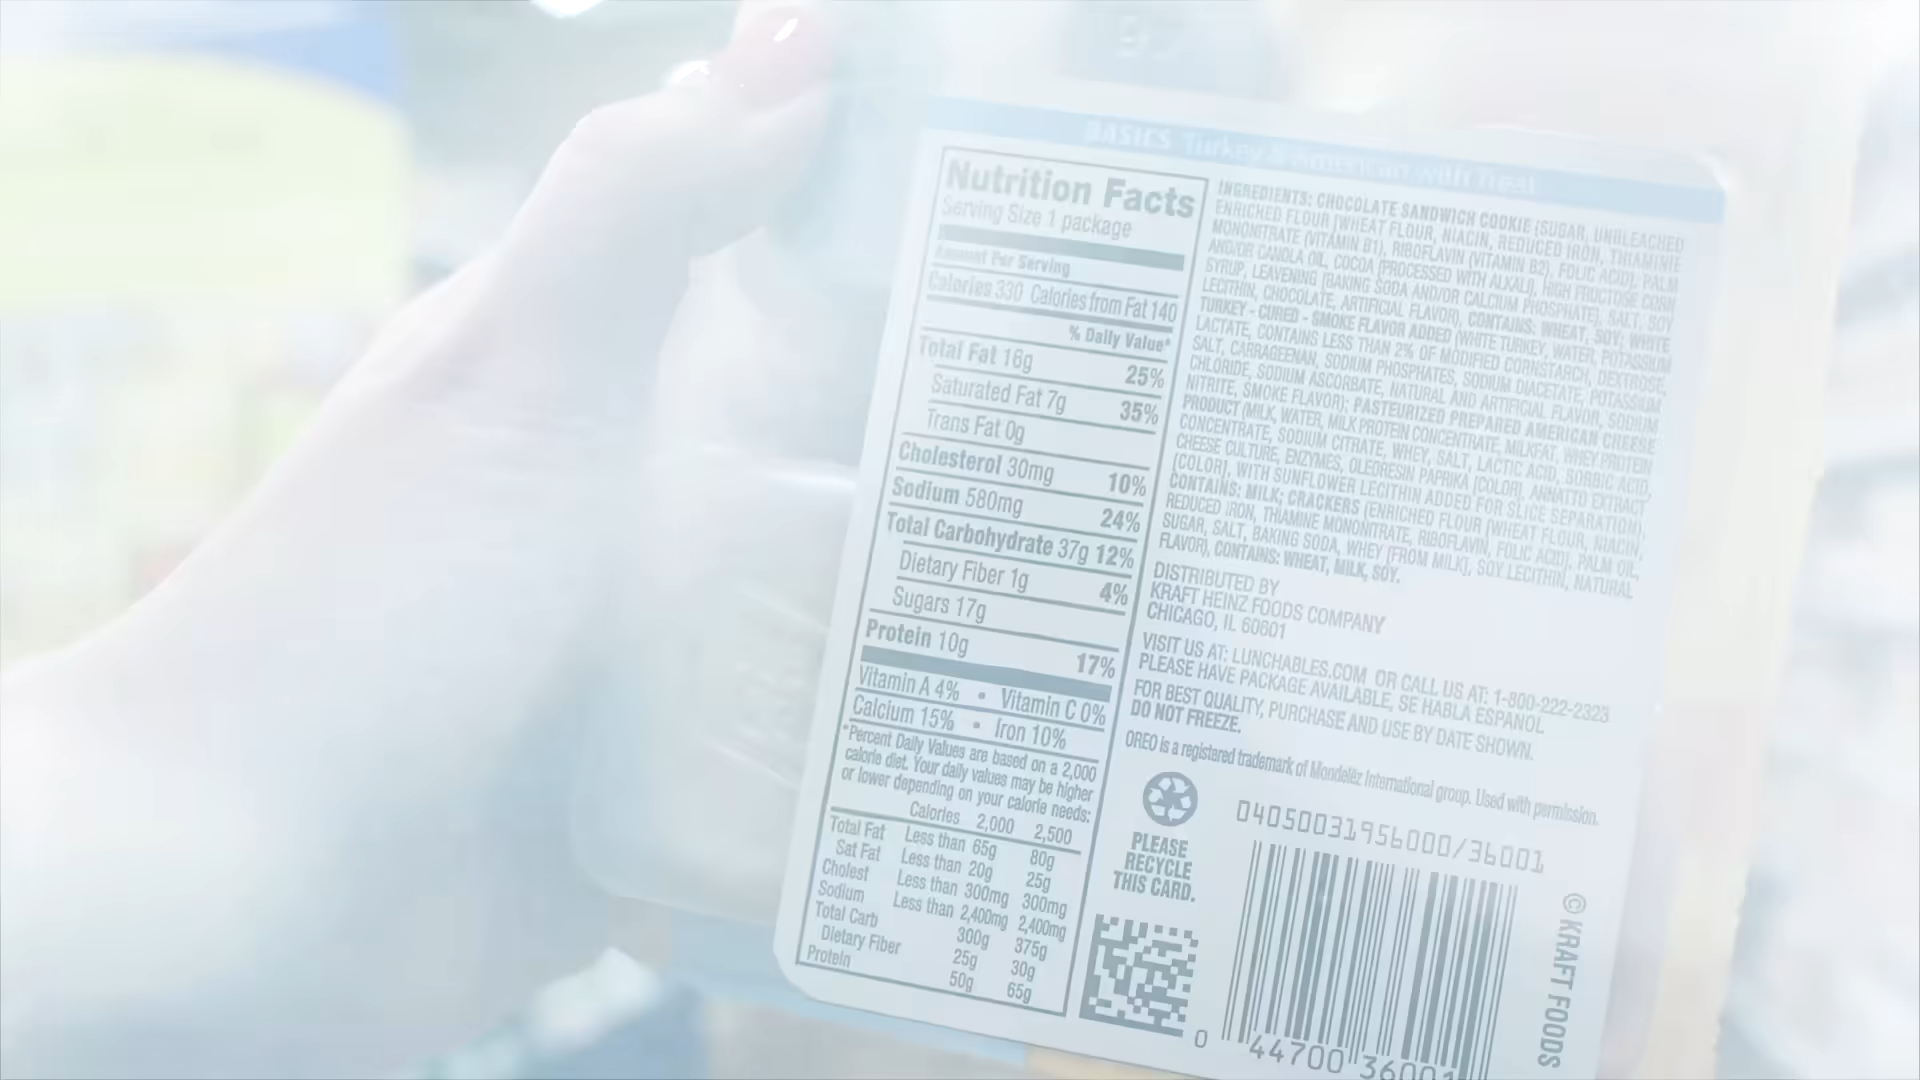 BASICS Turkey & American with Treat
Nutrition Facts
Serving Size 1 package
Amount Per Serving
Calories 330 Calories from Fat 140
% Daily Value*
Total Fat 16g 25%
Saturated Fat 7g 35%
Trans Fat 0g
Cholesterol 30mg 10%
Sodium 580mg 24%
Total Carbohydrate 37g 12%
Dietary Fiber 1g 4%
Sugars 17g
Protein 10g 17%
Vitamin A 4% • Vitamin C 0%
Calcium 15% • Iron 10%
*Percent Daily Values are based on a 2,000
calorie diet. Your daily values may be higher
or lower depending on your calorie needs:
Calories 2,000 2,500
Total Fat Less than 65g 80g
Sat Fat Less than 20g 25g
Cholest Less than 300mg 300mg
Sodium Less than 2,400mg 2,400mg
Total Carb 300g 375g
Dietary Fiber 25g 30g
Protein 50g 65g
INGREDIENTS: CHOCOLATE SANDWICH COOKIE (SUGAR, UNBLEACHED
ENRICHED FLOUR [WHEAT FLOUR, NIACIN, REDUCED IRON, THIAMINE
MONONITRATE (VITAMIN B1), RIBOFLAVIN (VITAMIN B2), FOLIC ACID], PALM
AND/OR CANOLA OIL, COCOA [PROCESSED WITH ALKALI], HIGH FRUCTOSE CORN
SYRUP, LEAVENING [BAKING SODA AND/OR CALCIUM PHOSPHATE], SALT, SOY
LECITHIN, CHOCOLATE, ARTIFICIAL FLAVOR), CONTAINS: WHEAT, SOY; WHITE
TURKEY - CURED - SMOKE FLAVOR ADDED (WHITE TURKEY, WATER, POTASSIUM
LACTATE, CONTAINS LESS THAN 2% OF MODIFIED CORNSTARCH, DEXTROSE,
SALT, CARRAGEENAN, SODIUM PHOSPHATES, SODIUM DIACETATE, POTASSIUM
CHLORIDE, SODIUM ASCORBATE, NATURAL AND ARTIFICIAL FLAVOR, SODIUM
NITRITE, SMOKE FLAVOR); PASTEURIZED PREPARED AMERICAN CHEESE
PRODUCT (MILK, WATER, MILK PROTEIN CONCENTRATE, MILKFAT, WHEY PROTEIN
CONCENTRATE, SODIUM CITRATE, WHEY, SALT, LACTIC ACID, SORBIC ACID,
CHEESE CULTURE, ENZYMES, OLEORESIN PAPRIKA [COLOR], ANNATTO EXTRACT
[COLOR], WITH SUNFLOWER LECITHIN ADDED FOR SLICE SEPARATION),
CONTAINS: MILK; CRACKERS (ENRICHED FLOUR [WHEAT FLOUR, NIACIN,
REDUCED IRON, THIAMINE MONONITRATE, RIBOFLAVIN, FOLIC ACID], PALM OIL,
SUGAR, SALT, BAKING SODA, WHEY [FROM MILK], SOY LECITHIN, NATURAL
FLAVOR), CONTAINS: WHEAT, MILK, SOY.
DISTRIBUTED BY
KRAFT HEINZ FOODS COMPANY
CHICAGO, IL 60601
VISIT US AT: LUNCHABLES.COM OR CALL US AT: 1-800-222-2323
PLEASE HAVE PACKAGE AVAILABLE, SE HABLA ESPANOL
FOR BEST QUALITY, PURCHASE AND USE BY DATE SHOWN.
DO NOT FREEZE.
OREO is a registered trademark of Mondelēz International group. Used with permission.
PLEASE
RECYCLE
THIS CARD.
04050031956000/36001
0 44700 36001
© KRAFT FOODS